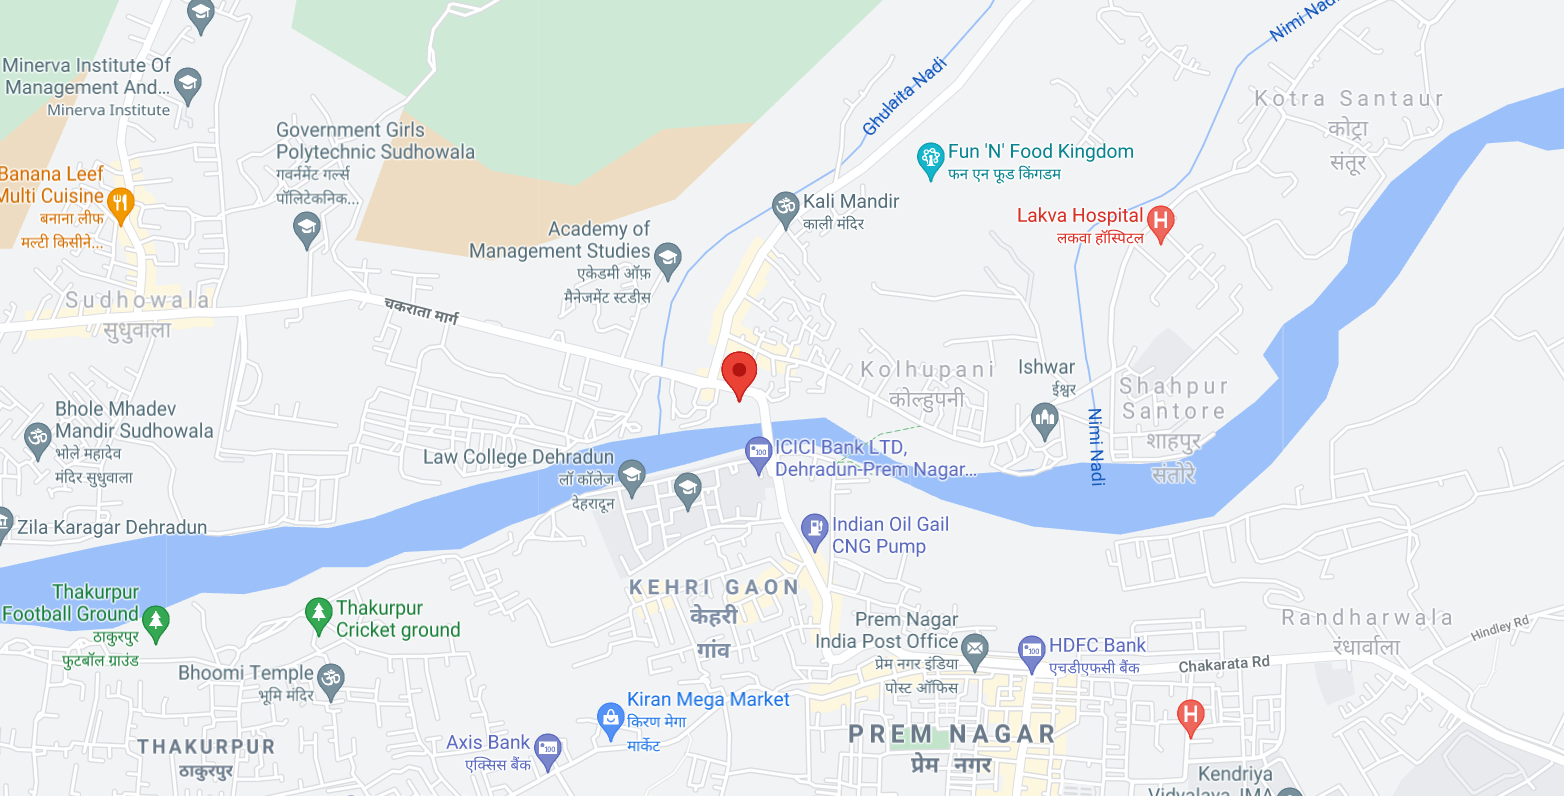 Minerva Institute Of
Management And...
Minerva Institute
Government Girls
Polytechnic Sudhowala
गवर्नमेंट गर्ल्स
पॉलिटेकनिक...
Banana Leef
Multi Cuisine
बनाना लीफ
मल्टी किसीने...
Sudhowala
सुधुवाला
चकराता मार्ग
Academy of
Management Studies
एकेडमी ऑफ़
मैनेजमेंट स्टडीस
Ghulaita Nadi
Nimi Nadi
Kotra Santaur
कोट्रा
संतूर
Fun 'N' Food Kingdom
फन एन फूड किंगडम
Kali Mandir
काली मंदिर
Lakva Hospital
लकवा हॉस्पिटल
H
Kolhupani
कोल्हुपनी
Ishwar
ईश्वर
Shahpur
Santore
शाहपुर
संतोरे
Nimi Nadi
Bhole Mhadev
Mandir Sudhowala
भोले महादेव
मंदिर सुधुवाला
Law College Dehradun
लॉ कॉलेज
देहरादून
ICICI Bank LTD,
Dehradun-Prem Nagar...
Zila Karagar Dehradun
Indian Oil Gail
CNG Pump
KEHRI GAON
केहरी
गांव
Thakurpur
Football Ground
ठाकुरपुर
फुटबॉल ग्राउंड
Thakurpur
Cricket ground
Bhoomi Temple
भूमि मंदिर
Prem Nagar
India Post Office
प्रेम नगर इंडिया
पोस्ट ऑफिस
HDFC Bank
एचडीएफसी बैंक
Chakarata Rd
Randharwala
रंधार्वाला
Hindley Rd
Kiran Mega Market
किरण मेगा
मार्केट
Axis Bank
एक्सिस बैंक
THAKURPUR
ठाकुरपुर
PREM NAGAR
प्रेम नगर
H
Kendriya
Vidyalaya, IMA